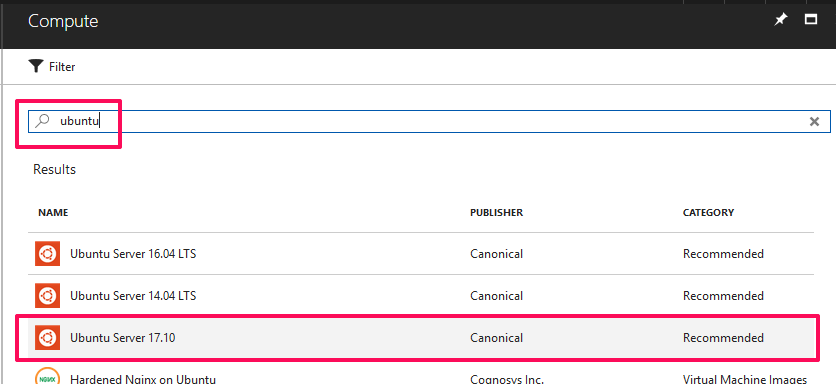 Compute
Filter
ubuntu
Results
NAME PUBLISHER CATEGORY
Ubuntu Server 16.04 LTS Canonical Recommended
Ubuntu Server 14.04 LTS Canonical Recommended
Ubuntu Server 17.10 Canonical Recommended
NGINX Hardened Nginx on Ubuntu Cognosys Inc. Virtual Machine Images